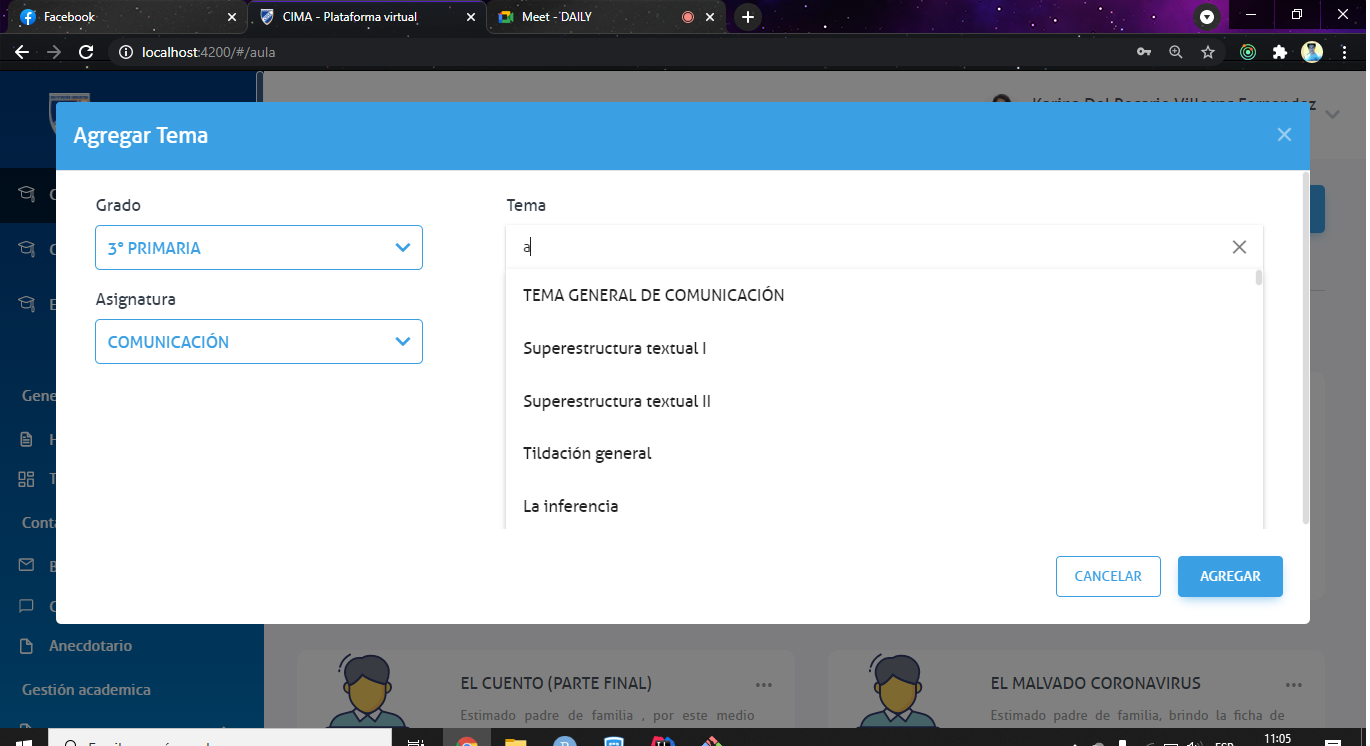 Facebook
CIMA - Plataforma virtual
Meet - DAILY
localhost:4200/#/aula
Agregar Tema
Grado
3° PRIMARIA
Asignatura
COMUNICACIÓN
Tema
a
TEMA GENERAL DE COMUNICACIÓN
Superestructura textual I
Superestructura textual II
Tildación general
La inferencia
CANCELAR
AGREGAR
Anecdotario
Gestión academica
EL CUENTO (PARTE FINAL)
Estimado padre de familia , por este medio
EL MALVADO CORONAVIRUS
Estimado padre de familia, brindo la ficha de
11:05